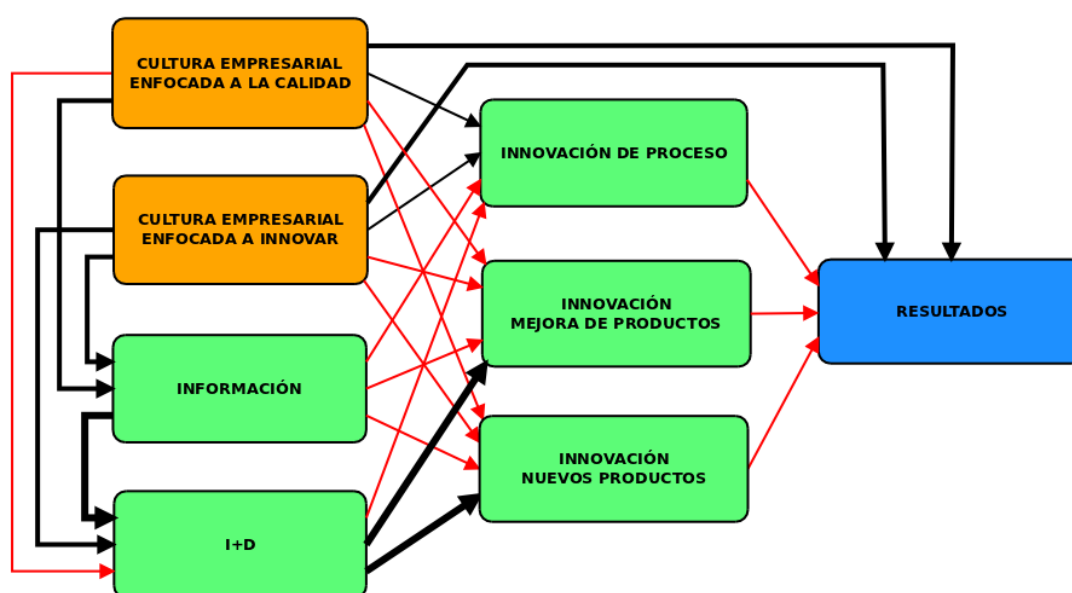 CULTURA EMPRESARIAL
ENFOCADA A LA CALIDAD
CULTURA EMPRESARIAL
ENFOCADA A INNOVAR
INFORMACIÓN
I+D
INNOVACIÓN DE PROCESO
INNOVACIÓN
MEJORA DE PRODUCTOS
INNOVACIÓN
NUEVOS PRODUCTOS
RESULTADOS